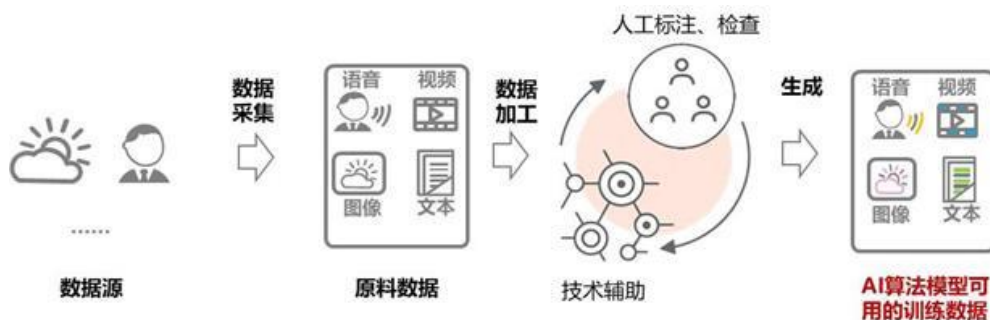 人工标注、检查
数据
采集
语音 视频
数据
加工
生成
语音 视频
图像 文本
图像 文本
......
数据源
原料数据
技术辅助
AI算法模型可
用的训练数据